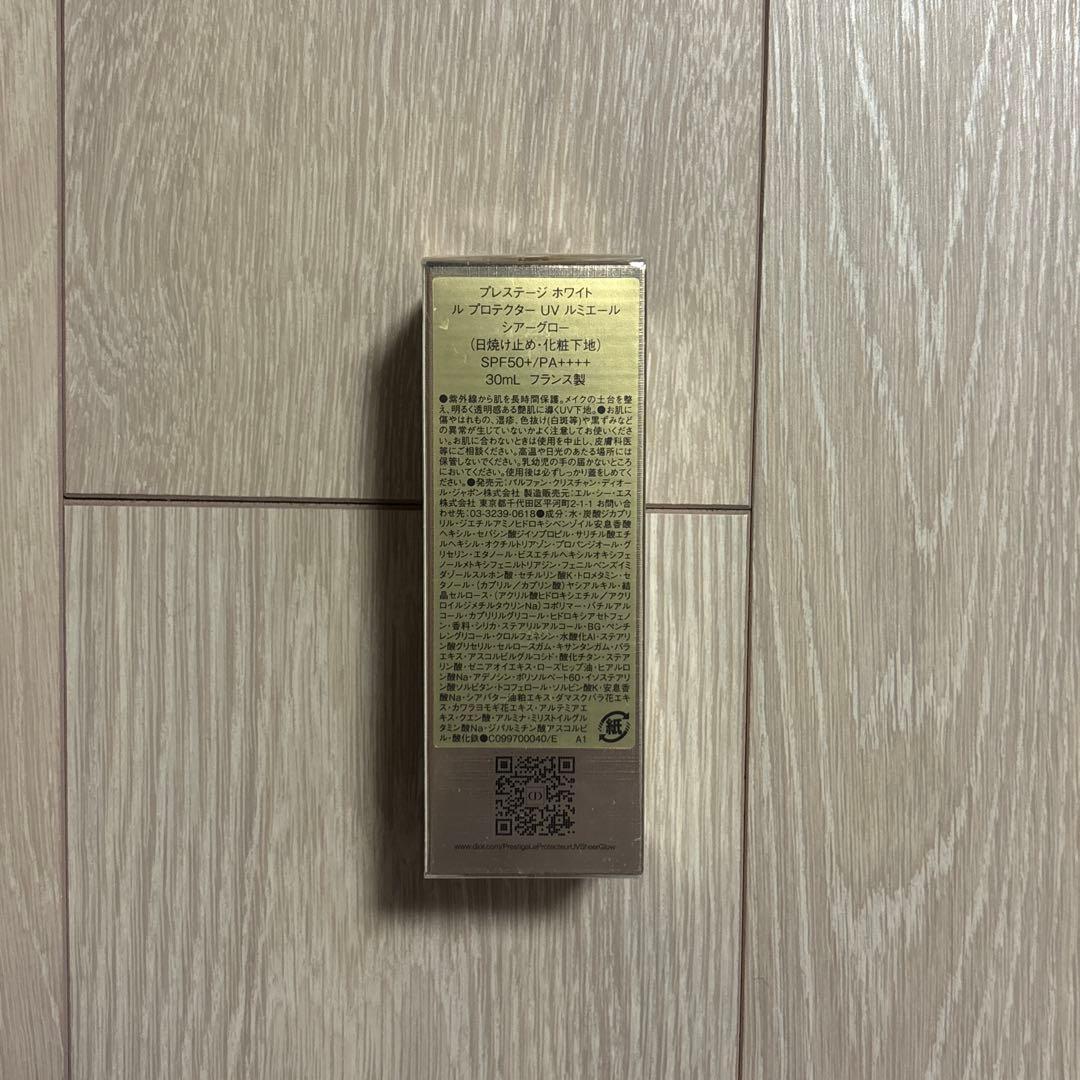 プレステージ ホワイト
ル プロテクター UV ルミエール
シアーグロー
(日焼け止め・化粧下地)
SPF50+/PA++++
30mL フランス製
●紫外線から肌を長時間保護。メイクの土台を整
え、明るく透明感ある艶肌に導くUV下地。●お肌に
傷やはれもの、湿疹、色抜け(白斑等)や黒ずみなど
の異常が生じていないかよく注意してお使いくださ
い。お肌に合わないときは使用を中止し、皮膚科医
等にご相談ください。高温や日光のあたる場所には
保管しないでください。乳幼児の手の届かないところ
においてください。使用後は必ずしっかり蓋をしめてく
ださい。●発売元:パルファン・クリスチャン・ディオー
ル・ジャポン株式会社 製造販売元:エル・シー・エス
株式会社 東京都千代田区平河町2-1-1 お問い合
わせ先:03-3239-0618●成分:水・炭酸ジカプリ
リル・ジエチルアミノヒドロキシベンゾイル安息香酸
ヘキシル・セバシン酸ジイソプロピル・サリチル酸エチ
ルヘキシル・オクチルトリアゾン・プロパンジオール・グ
リセリン・エタノール・ビスエチルヘキシルオキシフェ
ノールメトキシフェニルトリアジン・フェニルベンズイミ
ダゾールスルホン酸・セチルリン酸K・トロメタミン・セ
タノール・(カプリル/カプリン酸)ヤシアルキル・結
晶セルロース・(アクリル酸ヒドロキシエチル/アクリ
ロイルジメチルタウリンNa)コポリマー・バチルアル
コール・カプリリルグリコール・ヒドロキシアセトフェノ
ン・香料・シリカ・ステアリルアルコール・BG・ペンチ
レングリコール・クロルフェネシン・水酸化Al・ステアリ
ン酸グリセリル・セルロースガム・キサンタンガム・バラ
エキス・アスコルビルグルコシド・酸化チタン・ステア
リン酸・ゼニアオイエキス・ローズヒップ油・ヒアルロ
ン酸Na・アデノシン・ポリソルベート60・イソステアリ
ン酸ソルビタン・トコフェロール・ソルビン酸K・安息香
酸Na・シアバター油粕エキス・ダマスクバラ花エキ
ス・カワラヨモギ花エキス・アルテミアエ
キス・クエン酸・アルミナ・ミリストイルグル
タミン酸Na・ジパルミチン酸アスコルビ
ル・酸化鉄●C099700040/E A1
紙
CD
www.dior.com/PrestigeLeProtecteurUVSheerGlow